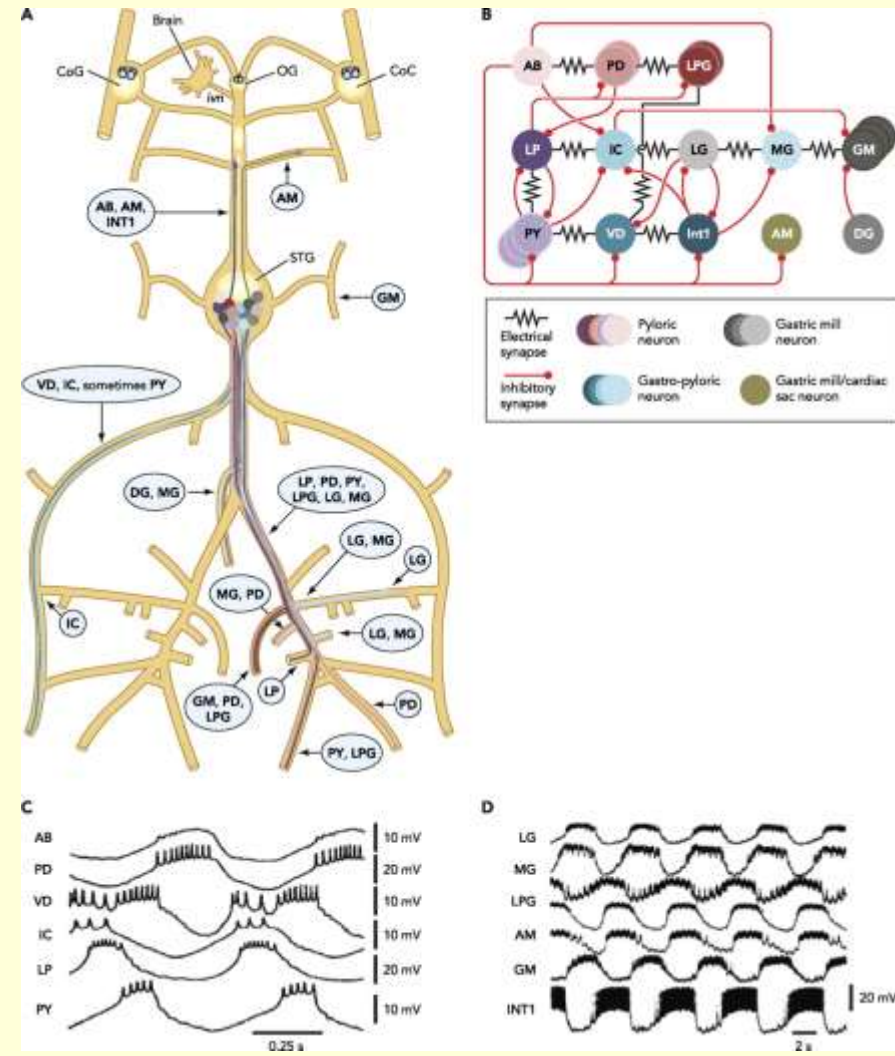 A
Brain
CoG
OG
CoC
ivn
AM
AB, AM,
INT1
STG
GM
VD, IC, sometimes PY
DG, MG
LP, PD, PY,
LPG, LG, MG
LG, MG
LG
MG, PD
IC
LG, MG
LP
GM, PD,
LPG
PD
PY, LPG
B
AB
PD
LPG
LP
IC
LG
MG
GM
PY
VD
Int1
AM
DG
Electrical
synapse
Pyloric
neuron
Gastric mill
neuron
Inhibitory
synapse
Gastro-pyloric
neuron
Gastric mill/cardiac
sac neuron
C
AB
10 mV
PD
20 mV
VD
10 mV
IC
10 mV
LP
20 mV
PY
10 mV
0.25 s
D
LG
MG
LPG
AM
GM
INT1
20 mV
2 s